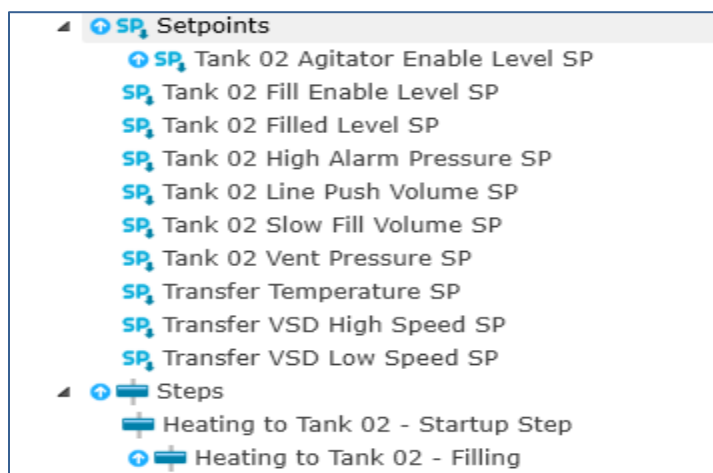 SP Setpoints
SP Tank 02 Agitator Enable Level SP
SP Tank 02 Fill Enable Level SP
SP Tank 02 Filled Level SP
SP Tank 02 High Alarm Pressure SP
SP Tank 02 Line Push Volume SP
SP Tank 02 Slow Fill Volume SP
SP Tank 02 Vent Pressure SP
SP Transfer Temperature SP
SP Transfer VSD High Speed SP
SP Transfer VSD Low Speed SP
Steps
Heating to Tank 02 - Startup Step
Heating to Tank 02 - Filling